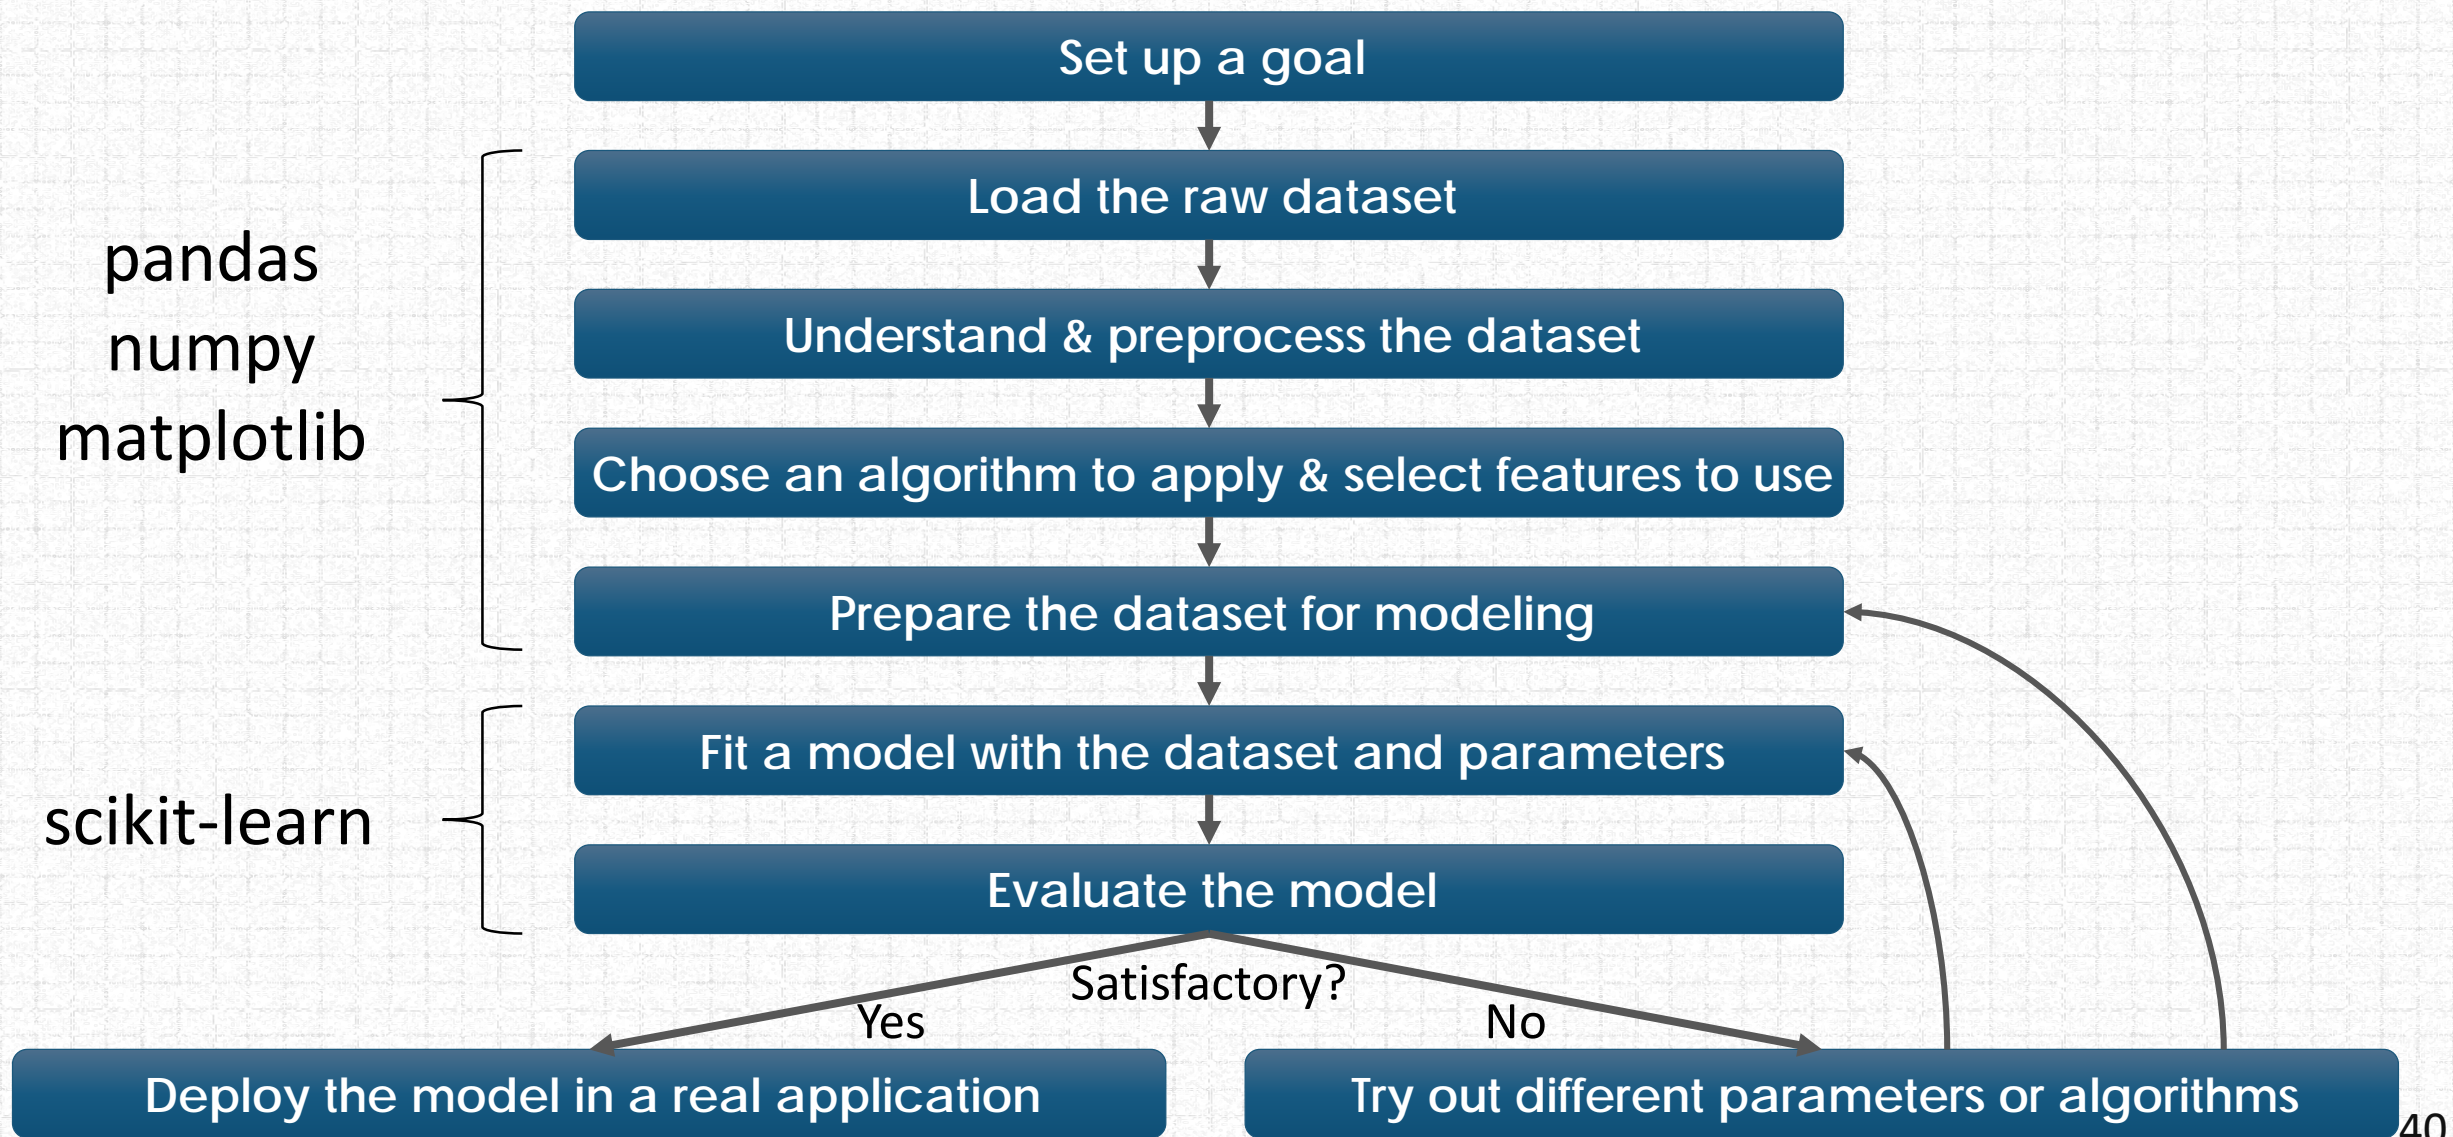 Set up a goal
Load the raw dataset
pandas
numpy
matplotlib
Understand & preprocess the dataset
Choose an algorithm to apply & select features to use
Prepare the dataset for modeling
Fit a model with the dataset and parameters
scikit-learn
Evaluate the model
Satisfactory?
Yes
No
Deploy the model in a real application
Try out different parameters or algorithms
40